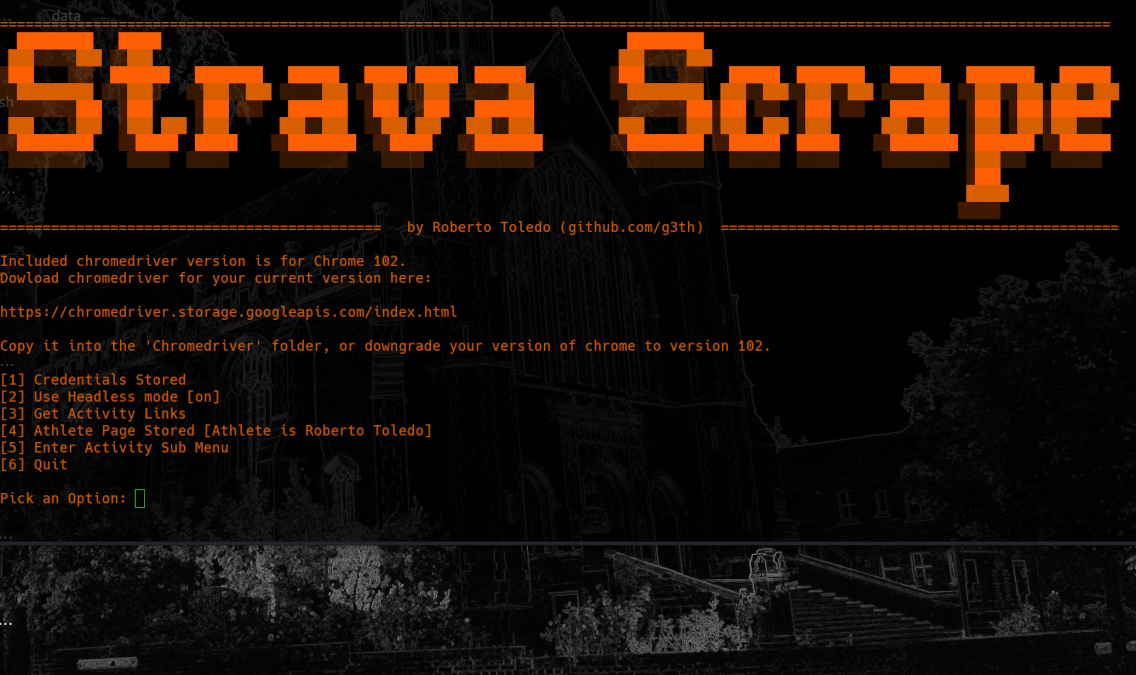 data
================================================================================================================================
Strava Scrape
sh
...
============================================ by Roberto Toledo (github.com/g3th) ==============================================
Included chromedriver version is for Chrome 102.
Dowload chromedriver for your current version here:
https://chromedriver.storage.googleapis.com/index.html
Copy it into the 'Chromedriver' folder, or downgrade your version of chrome to version 102.
...
[1] Credentials Stored
[2] Use Headless mode [on]
[3] Get Activity Links
[4] Athlete Page Stored [Athlete is Roberto Toledo]
[5] Enter Activity Sub Menu
[6] Quit
Pick an Option:
...
...